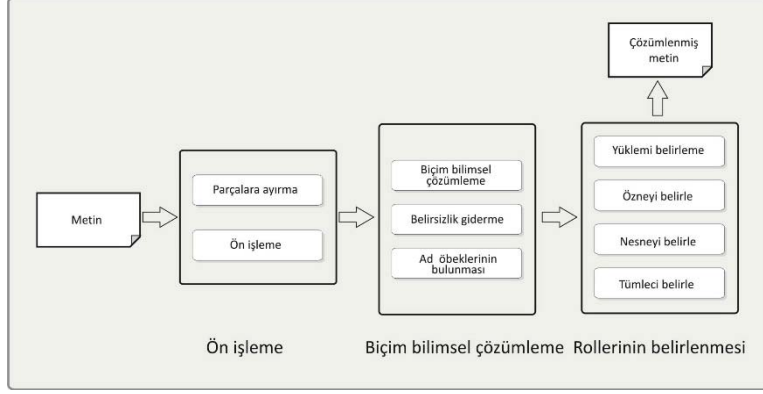 Metin
Parçalara ayırma
Ön işleme
Ön işleme
Biçim bilimsel
çözümleme
Belirsizlik giderme
Ad öbeklerinin
bulunması
Biçim bilimsel çözümleme
Çözümlenmiş
metin
Yüklemi belirleme
Özneyi belirle
Nesneyi belirle
Tümleci belirle
Rollerinin belirlenmesi